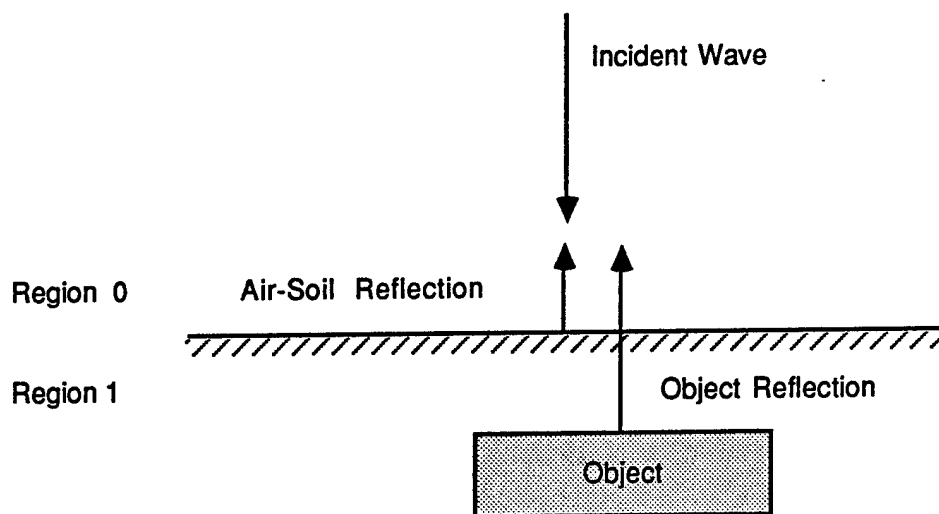 Incident Wave
Region 0
Air-Soil Reflection
Region 1
Object Reflection
Object